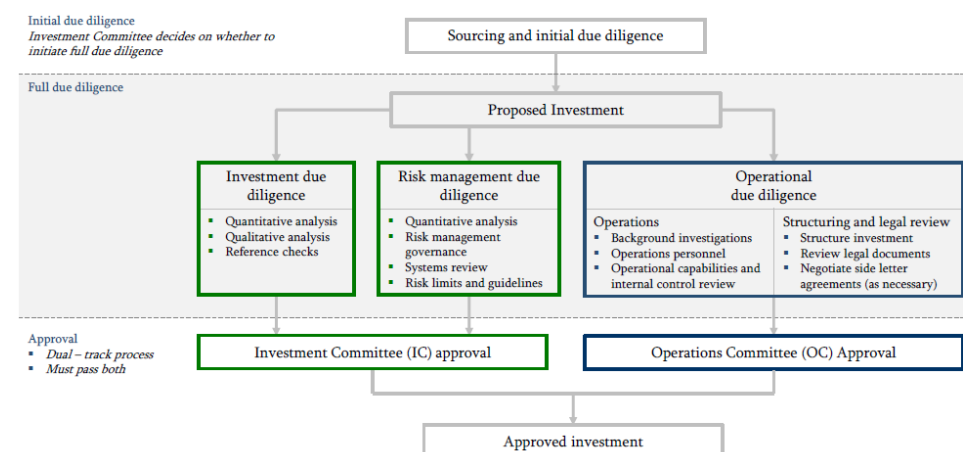 Initial due diligence
Investment Committee decides on whether to
initiate full due diligence
Sourcing and initial due diligence
Full due diligence
Proposed Investment
Investment due
diligence
▪ Quantitative analysis
▪ Qualitative analysis
▪ Reference checks
Risk management due
diligence
▪ Quantitative analysis
▪ Risk management
governance
▪ Systems review
▪ Risk limits and guidelines
Operational
due diligence
Operations
▪ Background investigations
▪ Operations personnel
▪ Operational capabilities and
internal control review
Structuring and legal review
▪ Structure investment
▪ Review legal documents
▪ Negotiate side letter
agreements (as necessary)
Approval
▪ Dual – track process
▪ Must pass both
Investment Committee (IC) approval
Operations Committee (OC) Approval
Approved investment